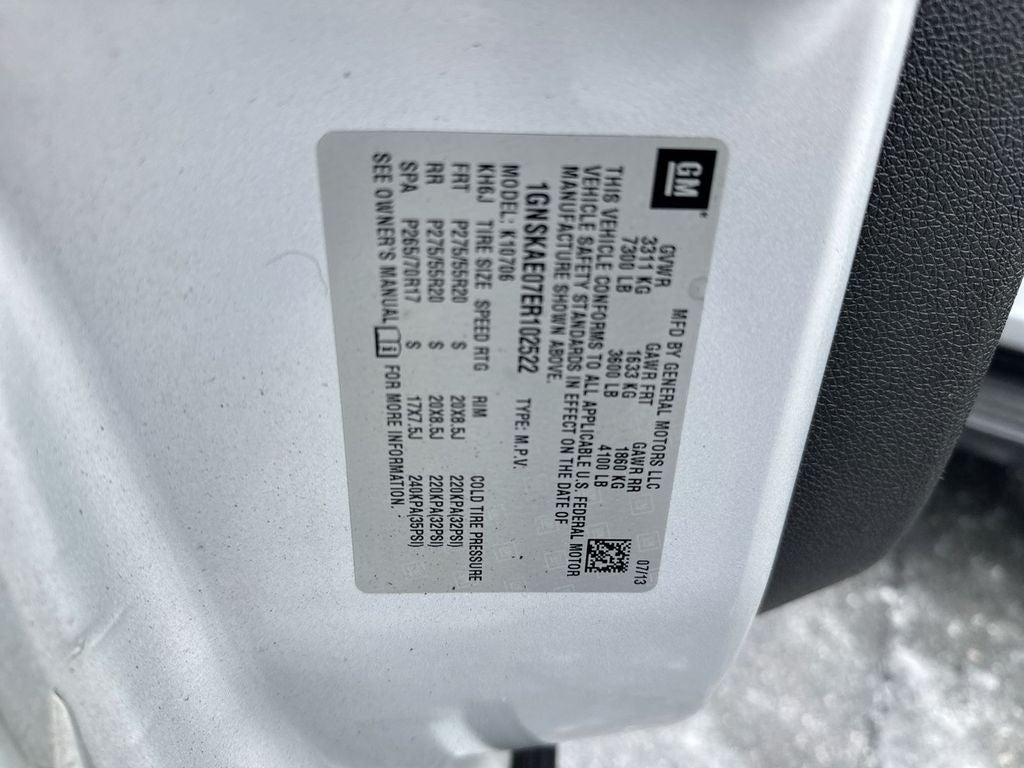 GM
MFD BY GENERAL MOTORS LLC 07/13
GVWR GAWR FRT GAWR RR
3311 KG 1633 KG 1860 KG
7300 LB 3600 LB 4100 LB
THIS VEHICLE CONFORMS TO ALL APPLICABLE U.S. FEDERAL MOTOR
VEHICLE SAFETY STANDARDS IN EFFECT ON THE DATE OF
MANUFACTURE SHOWN ABOVE.
1GNSKAE07ER102522 TYPE: M.P.V.
MODEL: K10706
KH6J TIRE SIZE SPEED RTG RIM COLD TIRE PRESSURE
FRT P275/55R20 S 20X8.5J 220KPA(32PSI)
RR P275/55R20 S 20X8.5J 220KPA(32PSI)
SPA P265/70R17 S 17X7.5J 240KPA(35PSI)
SEE OWNER'S MANUAL i FOR MORE INFORMATION.